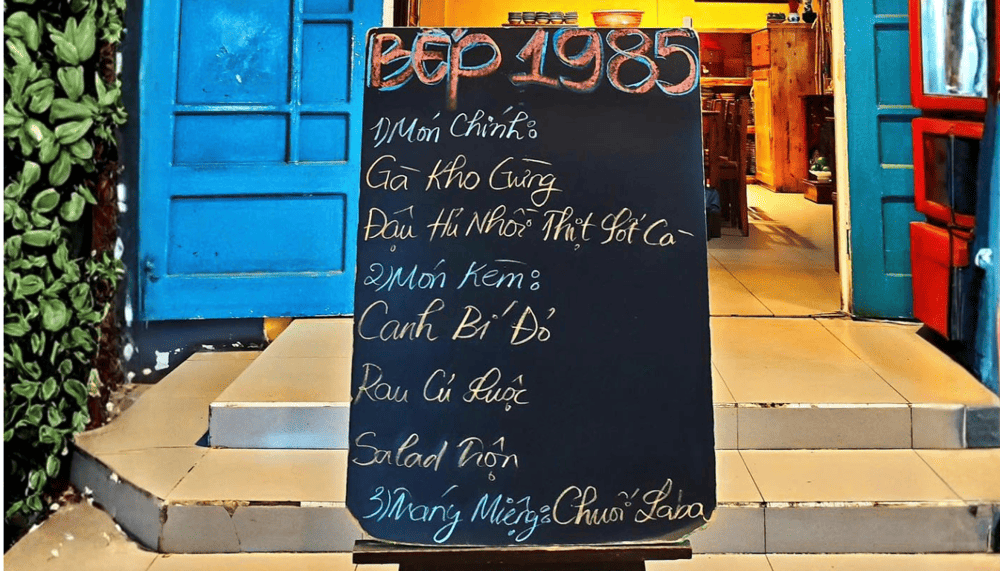 BẾP 1985
1) Món Chính:
Gà Kho Gừng
Đậu Hủ Nhồi Thịt Sốt Cà
2) Món Kèm:
Canh Bí Đỏ
Rau Củ Luộc
Salad Trộn
3) Tráng Miệng: Chuối Laba